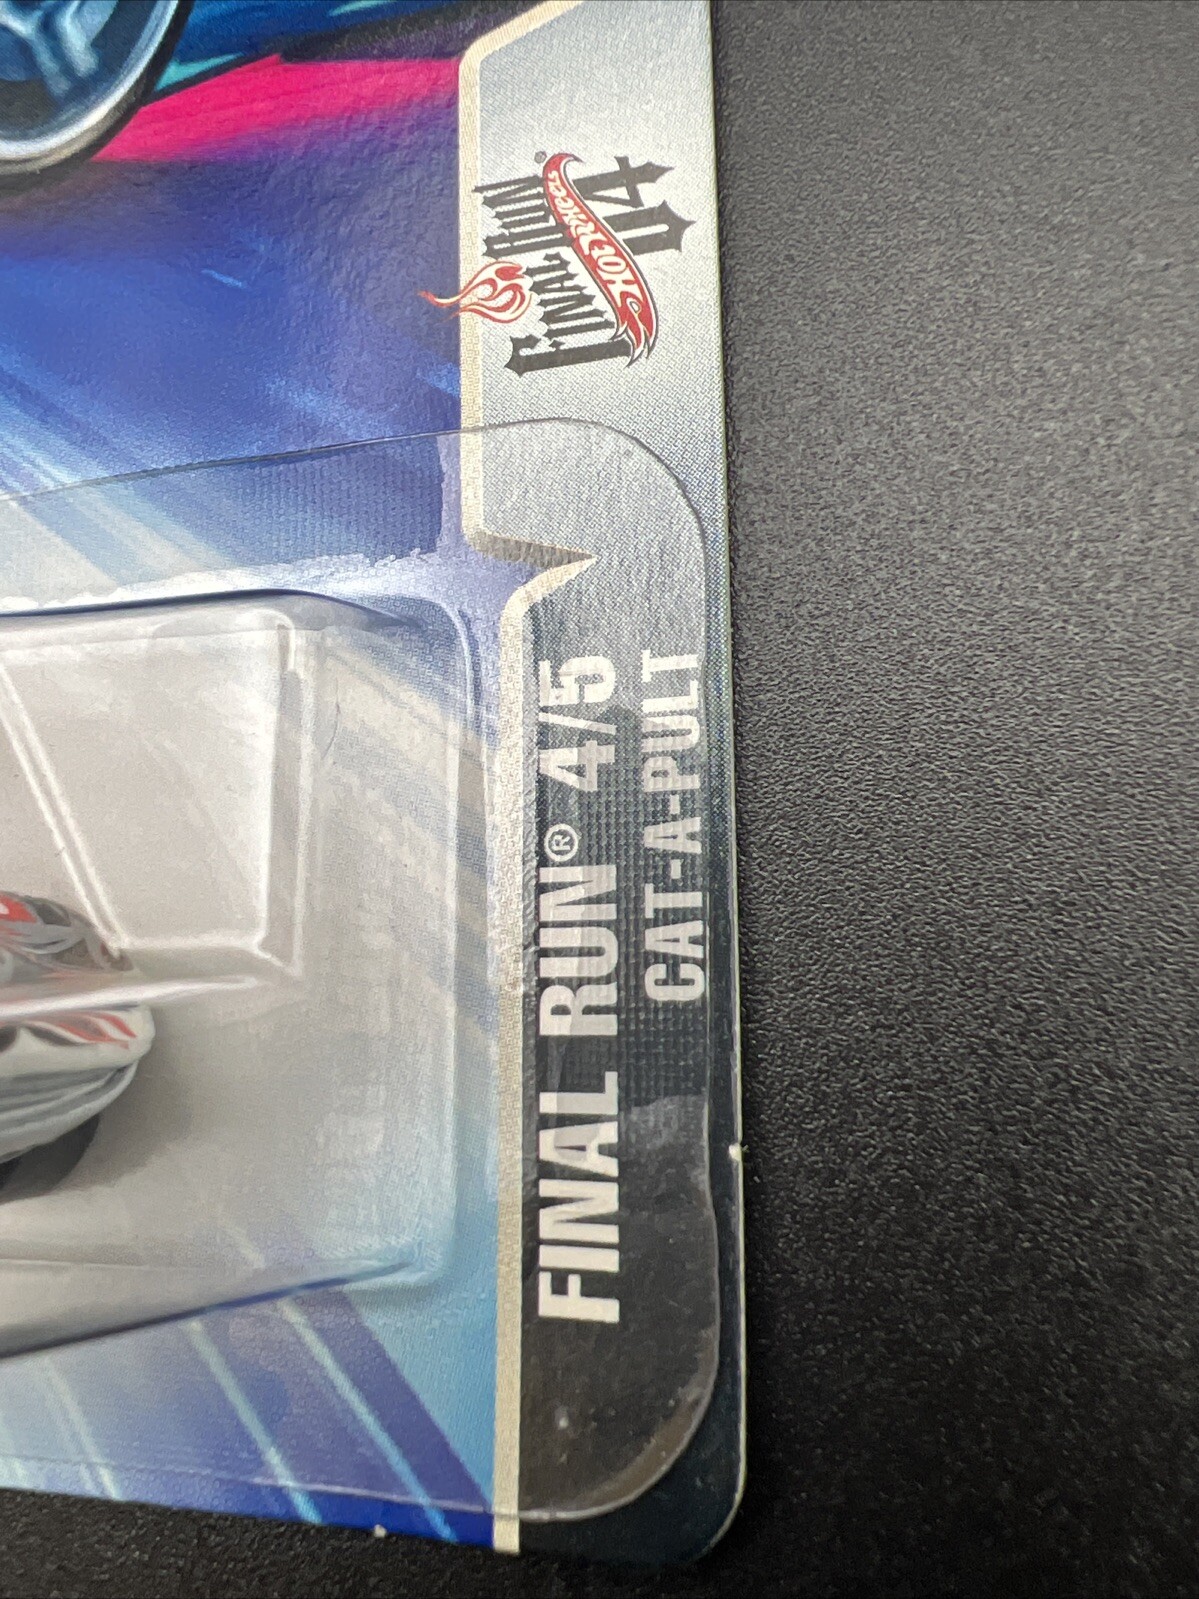 FINAL RUN® 4/5
CAT-A-PULT
FINAL RUN®
HOT WHEELS
04